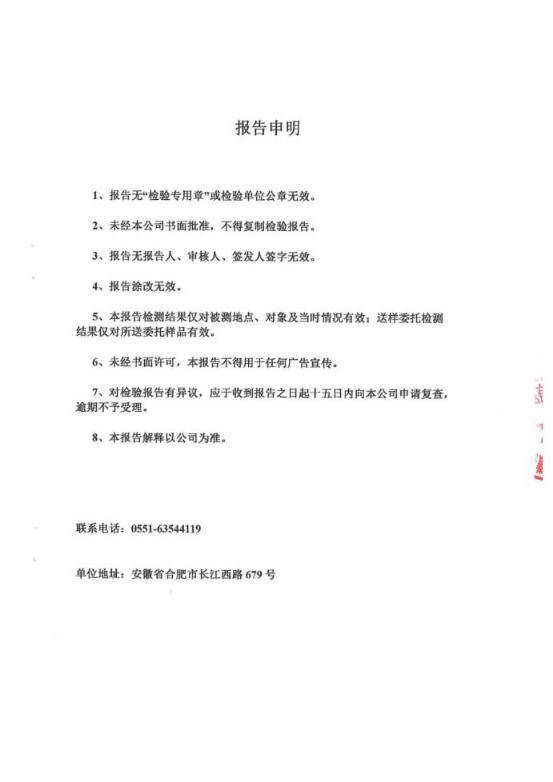 报告申明
1、报告无“检验专用章”或检验单位公章无效。
2、未经本公司书面批准，不得复制检验报告。
3、报告无报告人、审核人、签发人签字无效。
4、报告涂改无效。
5、本报告检测结果仅对被测地点、对象及当时情况有效；送样委托检测
结果仅对所送委托样品有效。
6、未经书面许可，本报告不得用于任何广告宣传。
7、对检验报告有异议，应于收到报告之日起十五日内向本公司申请复查，
逾期不予受理。
8、本报告解释以公司为准。
联系电话：0551-63544119
单位地址：安徽省合肥市长江西路 679 号